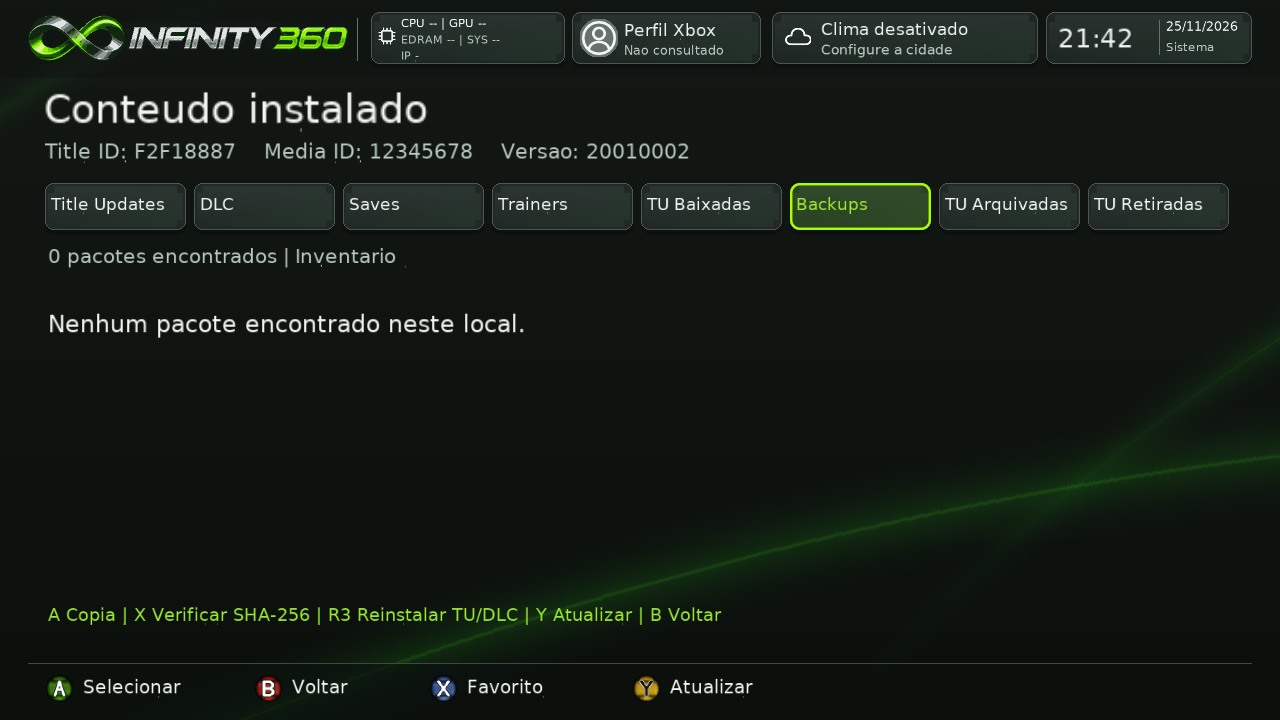 INFINITY 360
CPU -- | GPU --
EDRAM -- | SYS --
IP -
Perfil Xbox
Nao consultado
Clima desativado
Configure a cidade
21:42
25/11/2026
Sistema
Conteudo instalado
Title ID: F2F18887 Media ID: 12345678 Versao: 20010002
Title Updates DLC Saves Trainers TU Baixadas Backups TU Arquivadas TU Retiradas
0 pacotes encontrados | Inventario
Nenhum pacote encontrado neste local.
A Copia | X Verificar SHA-256 | R3 Reinstalar TU/DLC | Y Atualizar | B Voltar
A Selecionar B Voltar X Favorito Y Atualizar